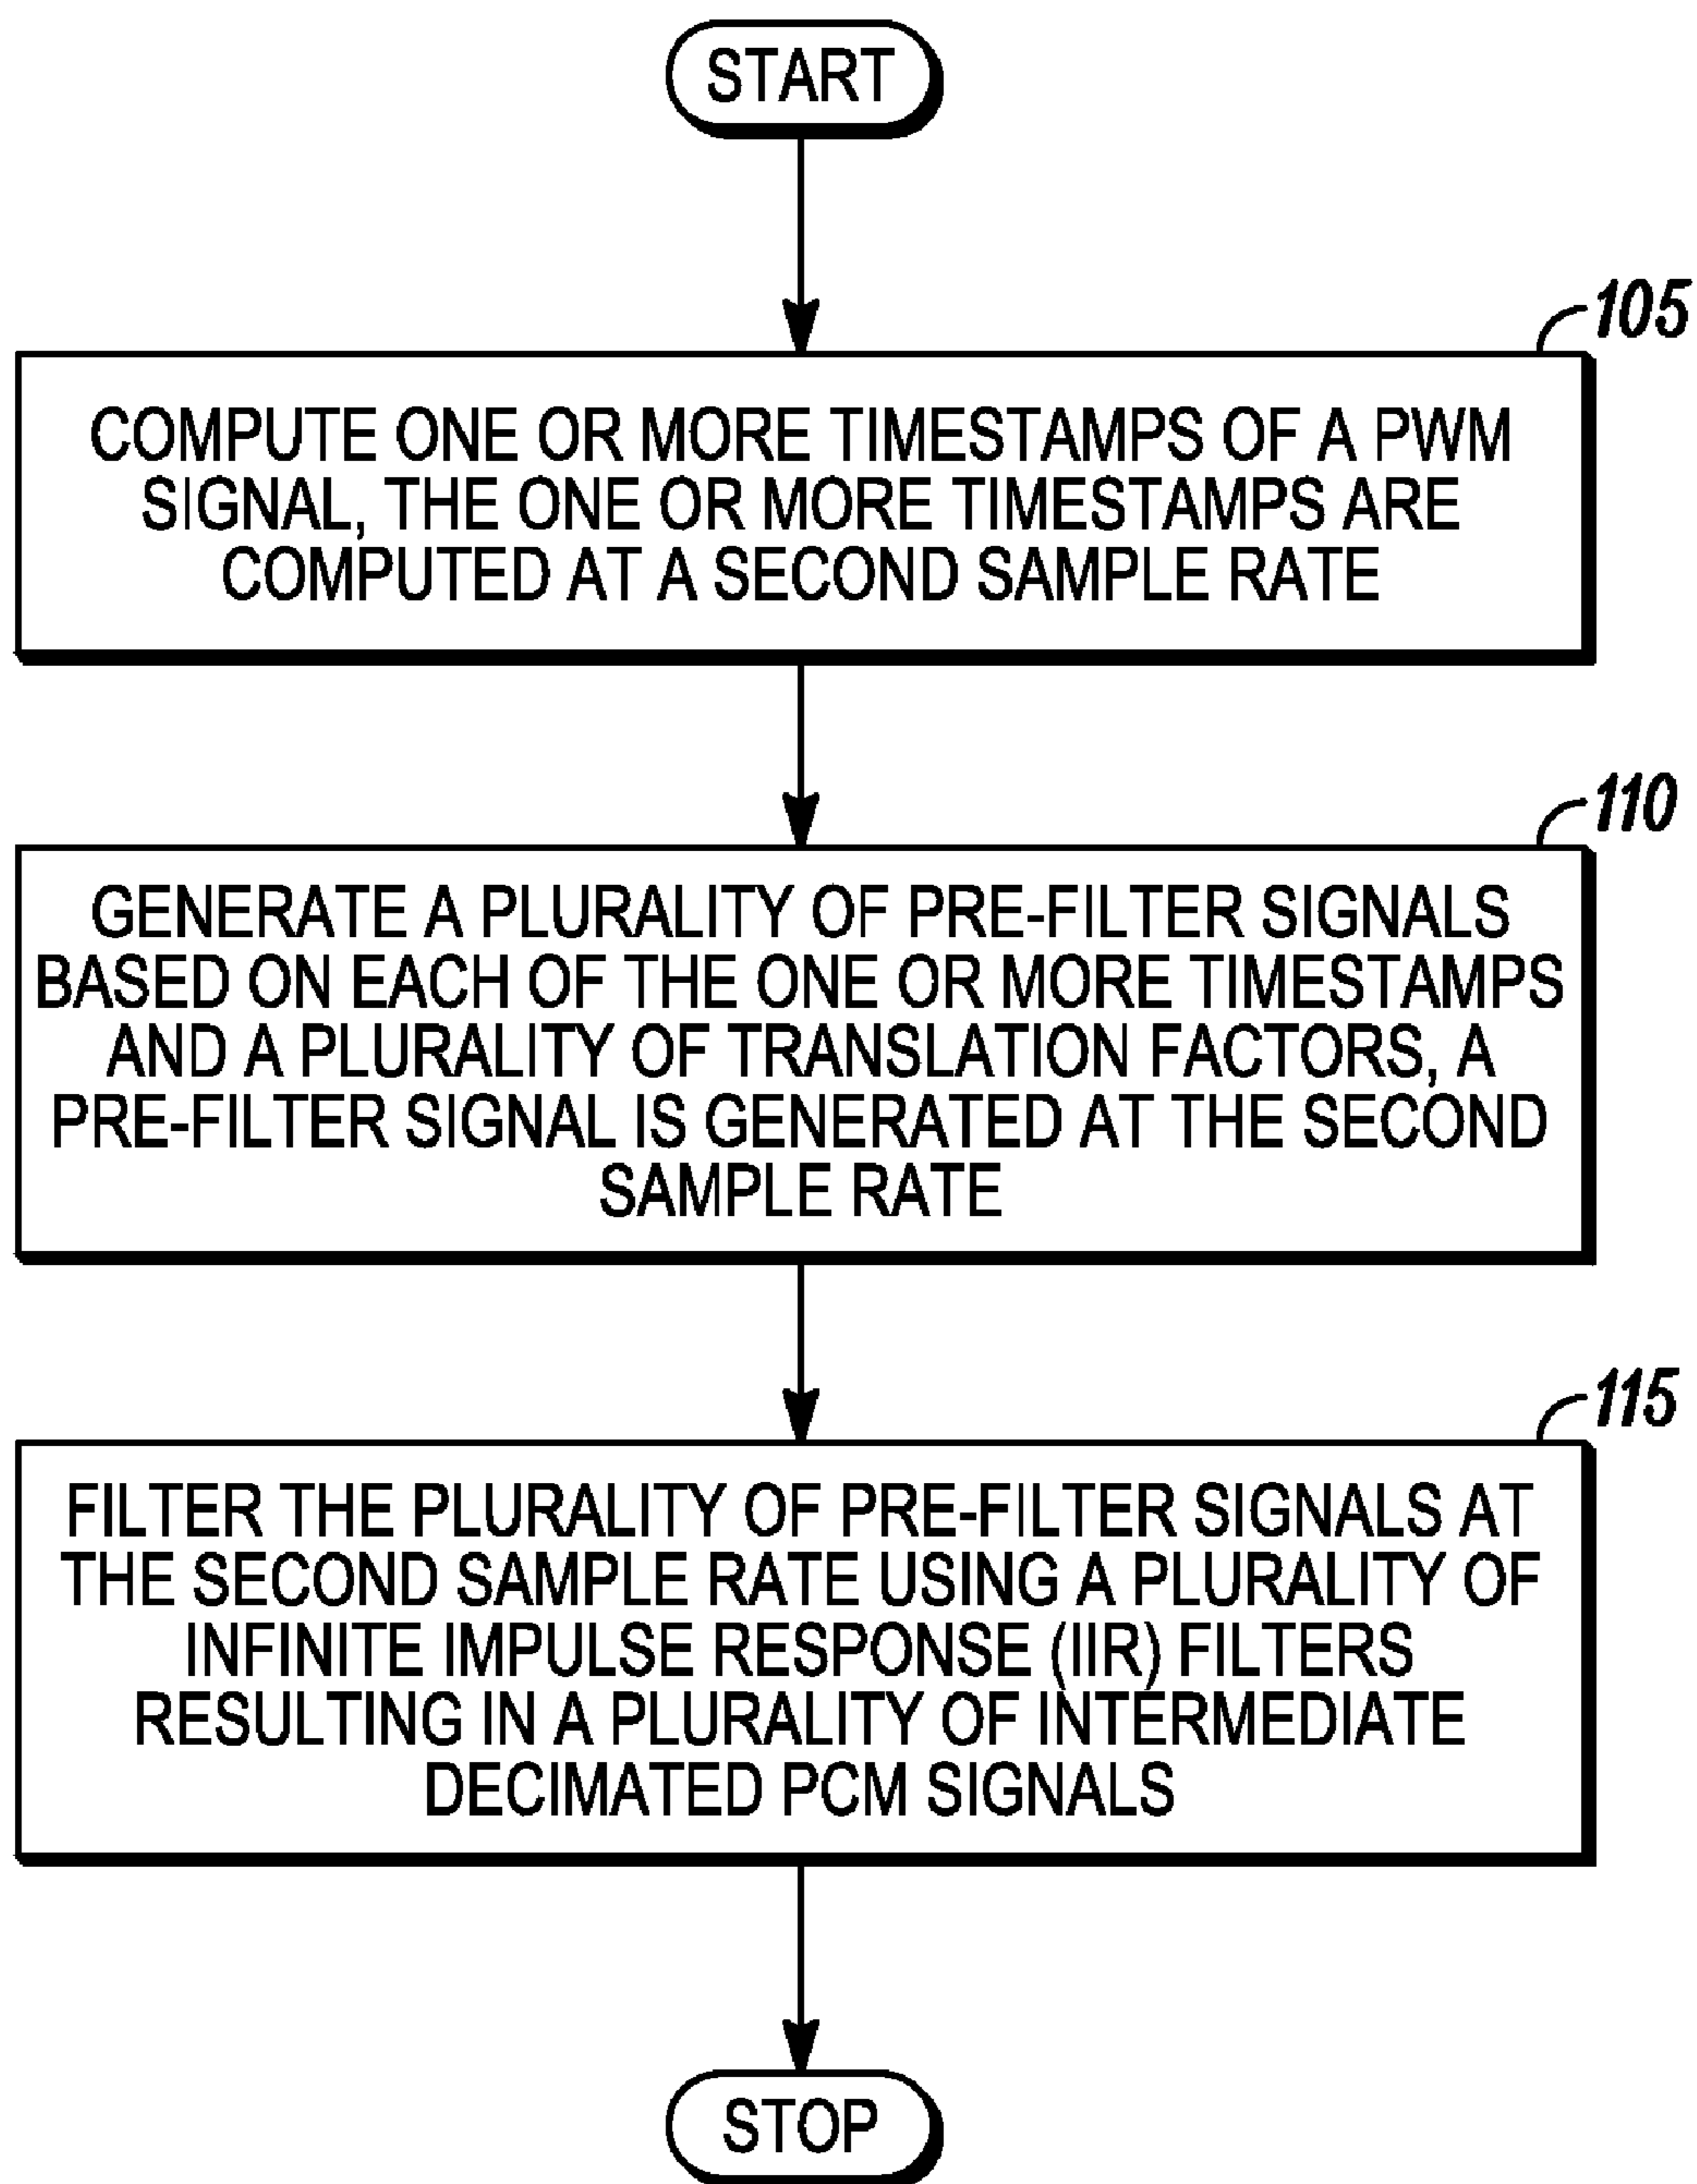 START
105
COMPUTE ONE OR MORE TIMESTAMPS OF A PWM
SIGNAL, THE ONE OR MORE TIMESTAMPS ARE
COMPUTED AT A SECOND SAMPLE RATE
110
GENERATE A PLURALITY OF PRE-FILTER SIGNALS
BASED ON EACH OF THE ONE OR MORE TIMESTAMPS
AND A PLURALITY OF TRANSLATION FACTORS, A
PRE-FILTER SIGNAL IS GENERATED AT THE SECOND
SAMPLE RATE
115
FILTER THE PLURALITY OF PRE-FILTER SIGNALS AT
THE SECOND SAMPLE RATE USING A PLURALITY OF
INFINITE IMPULSE RESPONSE (IIR) FILTERS
RESULTING IN A PLURALITY OF INTERMEDIATE
DECIMATED PCM SIGNALS
STOP